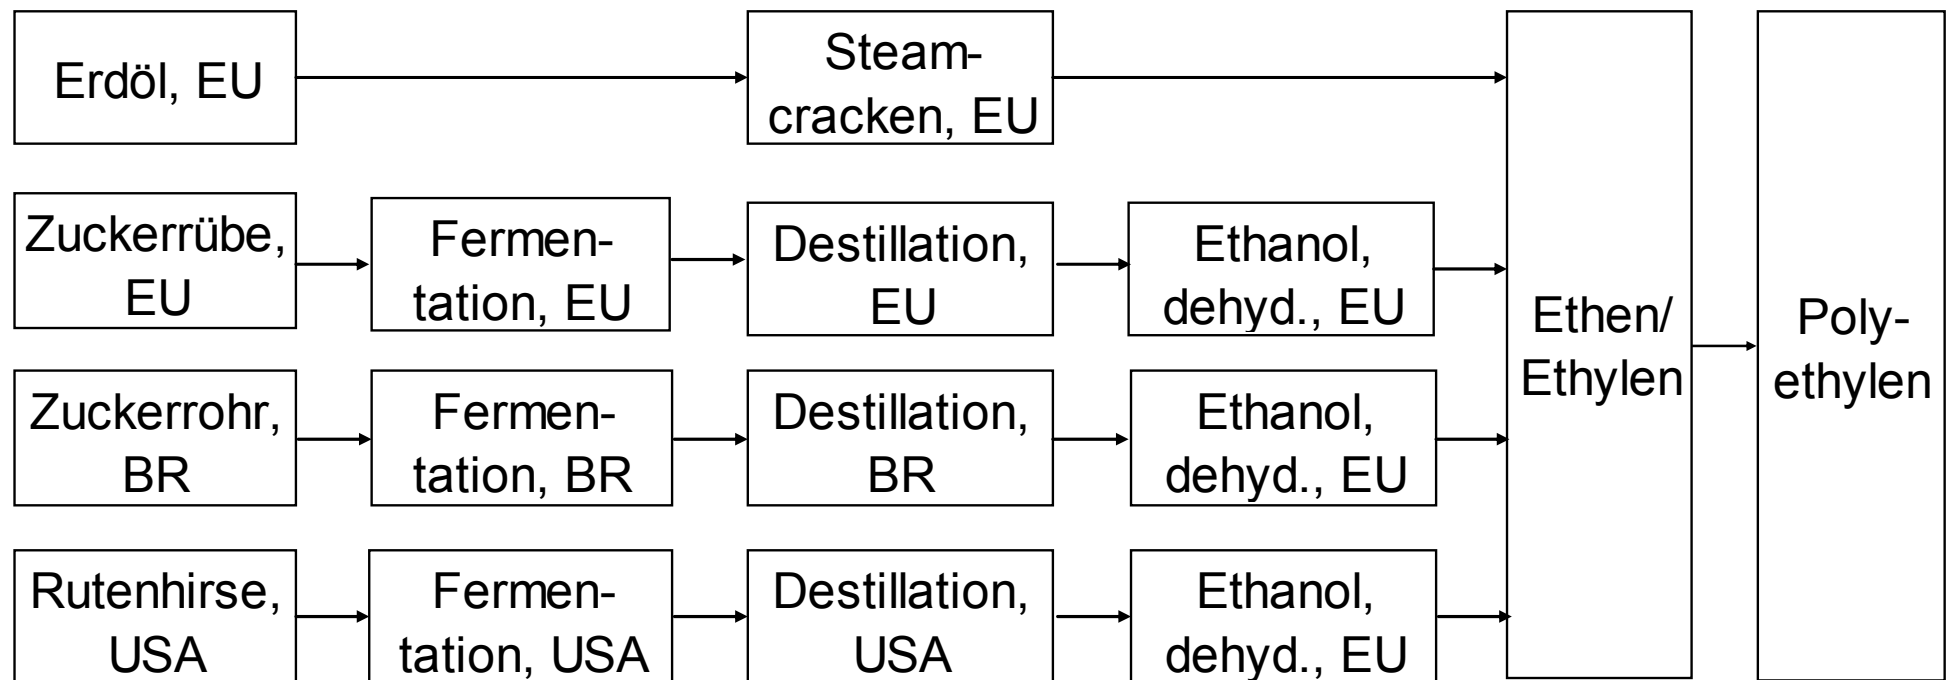 Erdöl, EU
Steam-
cracken, EU
Zuckerrübe,
EU
Fermen-
tation, EU
Destillation,
EU
Ethanol,
dehyd., EU
Zuckerrohr,
BR
Fermen-
tation, BR
Destillation,
BR
Ethanol,
dehyd., EU
Rutenhirse,
USA
Fermen-
tation, USA
Destillation,
USA
Ethanol,
dehyd., EU
Ethen/
Ethylen
Poly-
ethylen